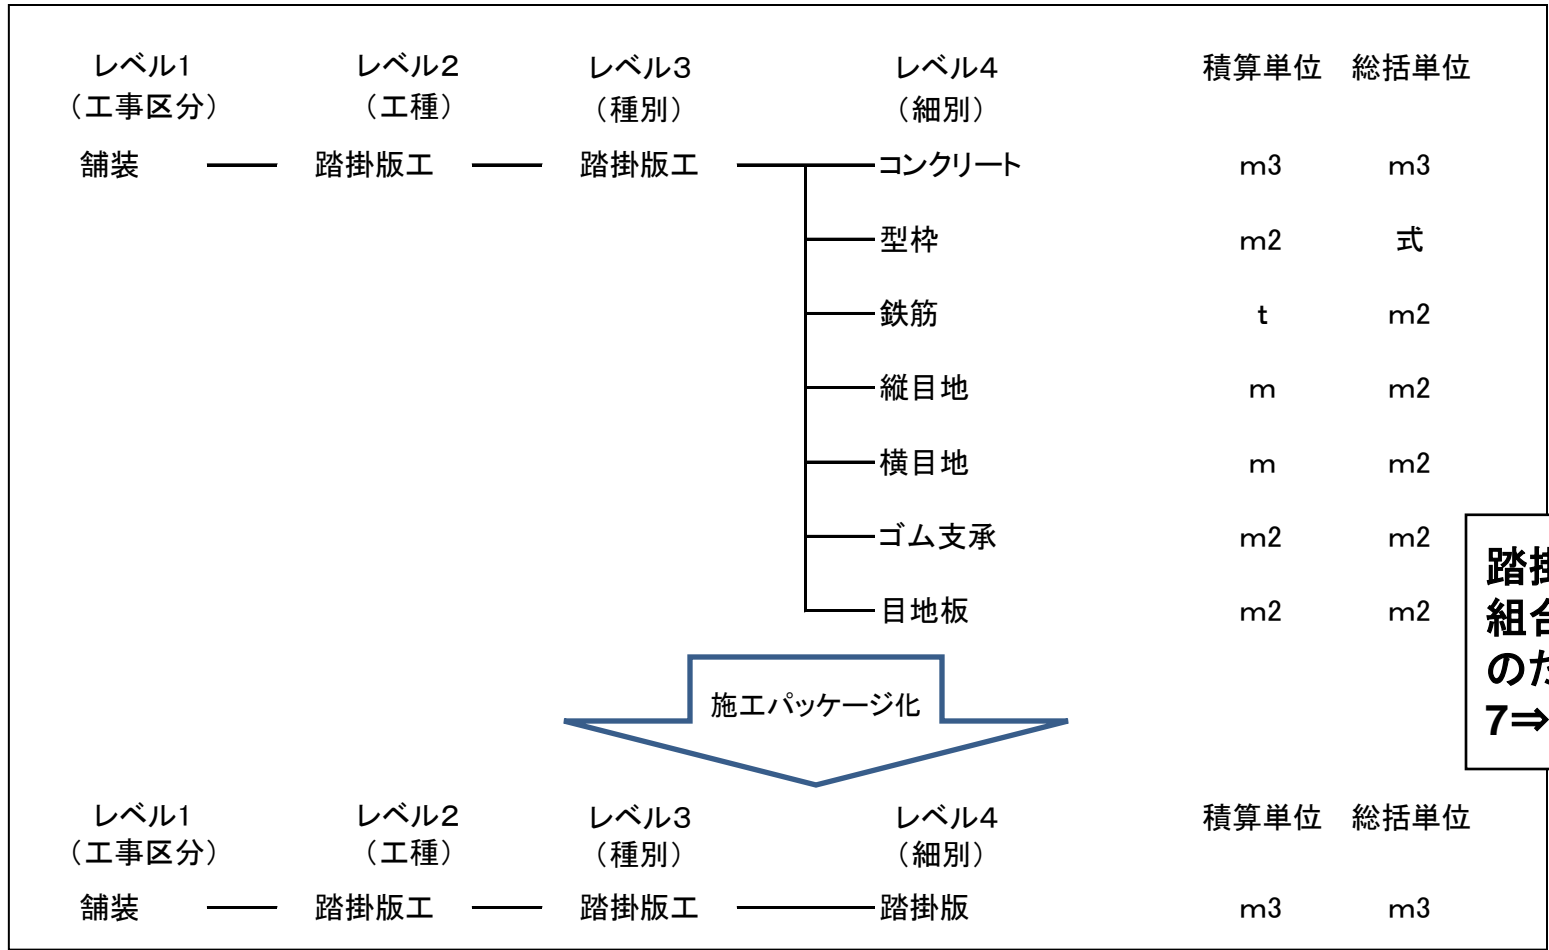 レベル1 レベル2 レベル3 レベル4 積算単位 総括単位
（工事区分） （工種） （種別） （細別）
舗装 踏掛版工 踏掛版工 コンクリート m3 m3
型枠 m2 式
鉄筋 t m2
縦目地 m m2
横目地 m m2
ゴム支承 m2 m2
目地板 m2 m2
踏掛
組合
のた
7⇒
施工パッケージ化
レベル1 レベル2 レベル3 レベル4 積算単位 総括単位
（工事区分） （工種） （種別） （細別）
舗装 踏掛版工 踏掛版工 踏掛版 m3 m3